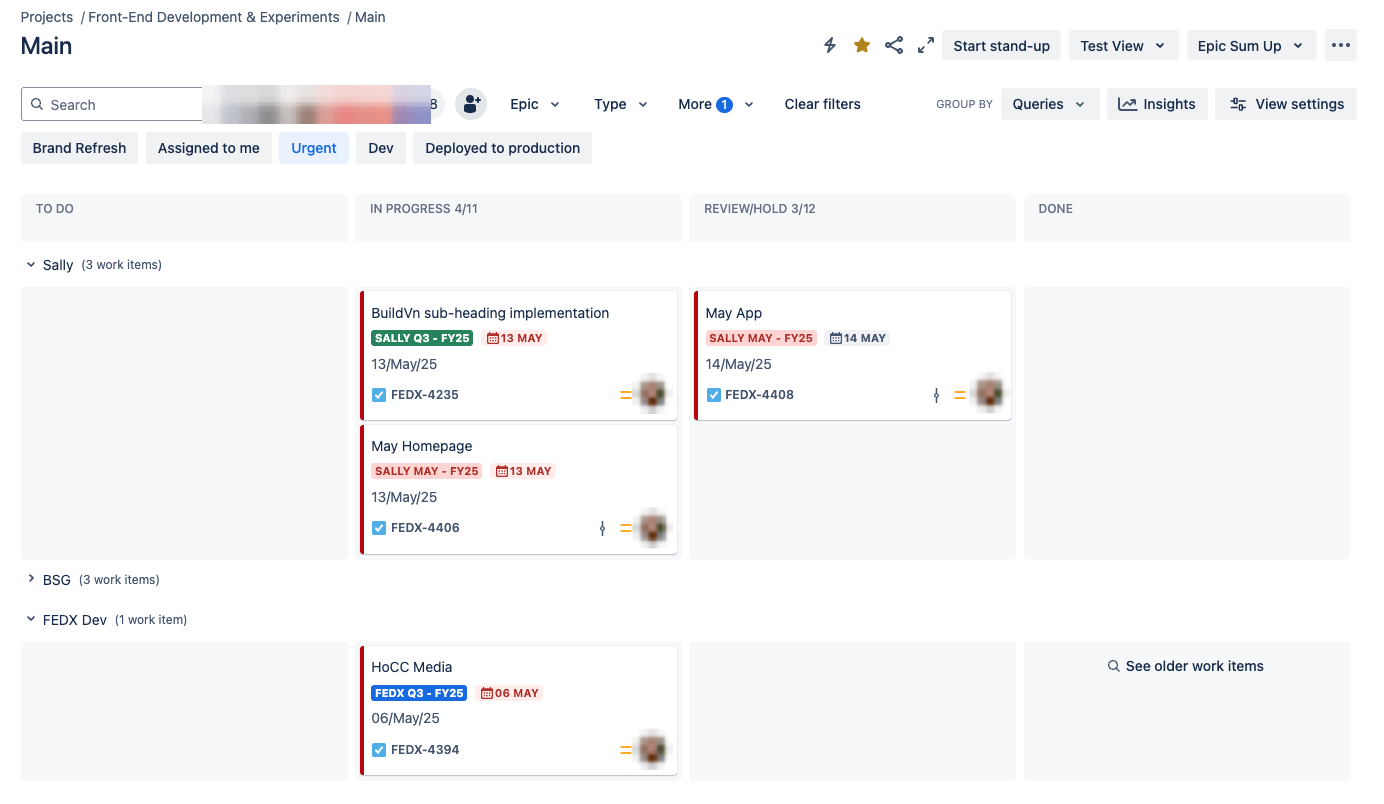 Projects / Front-End Development & Experiments / Main
Main
Start stand-up
Test View
Epic Sum Up
Search
8
Epic
Type
More 1
Clear filters
GROUP BY
Queries
Insights
View settings
Brand Refresh
Assigned to me
Urgent
Dev
Deployed to production
TO DO
IN PROGRESS 4/11
REVIEW/HOLD 3/12
DONE
Sally (3 work items)
BuildVn sub-heading implementation
SALLY Q3 - FY25 13 MAY
13/May/25
FEDX-4235
May Homepage
SALLY MAY - FY25 13 MAY
13/May/25
FEDX-4406
May App
SALLY MAY - FY25 14 MAY
14/May/25
FEDX-4408
BSG (3 work items)
FEDX Dev (1 work item)
HoCC Media
FEDX Q3 - FY25 06 MAY
06/May/25
FEDX-4394
See older work items